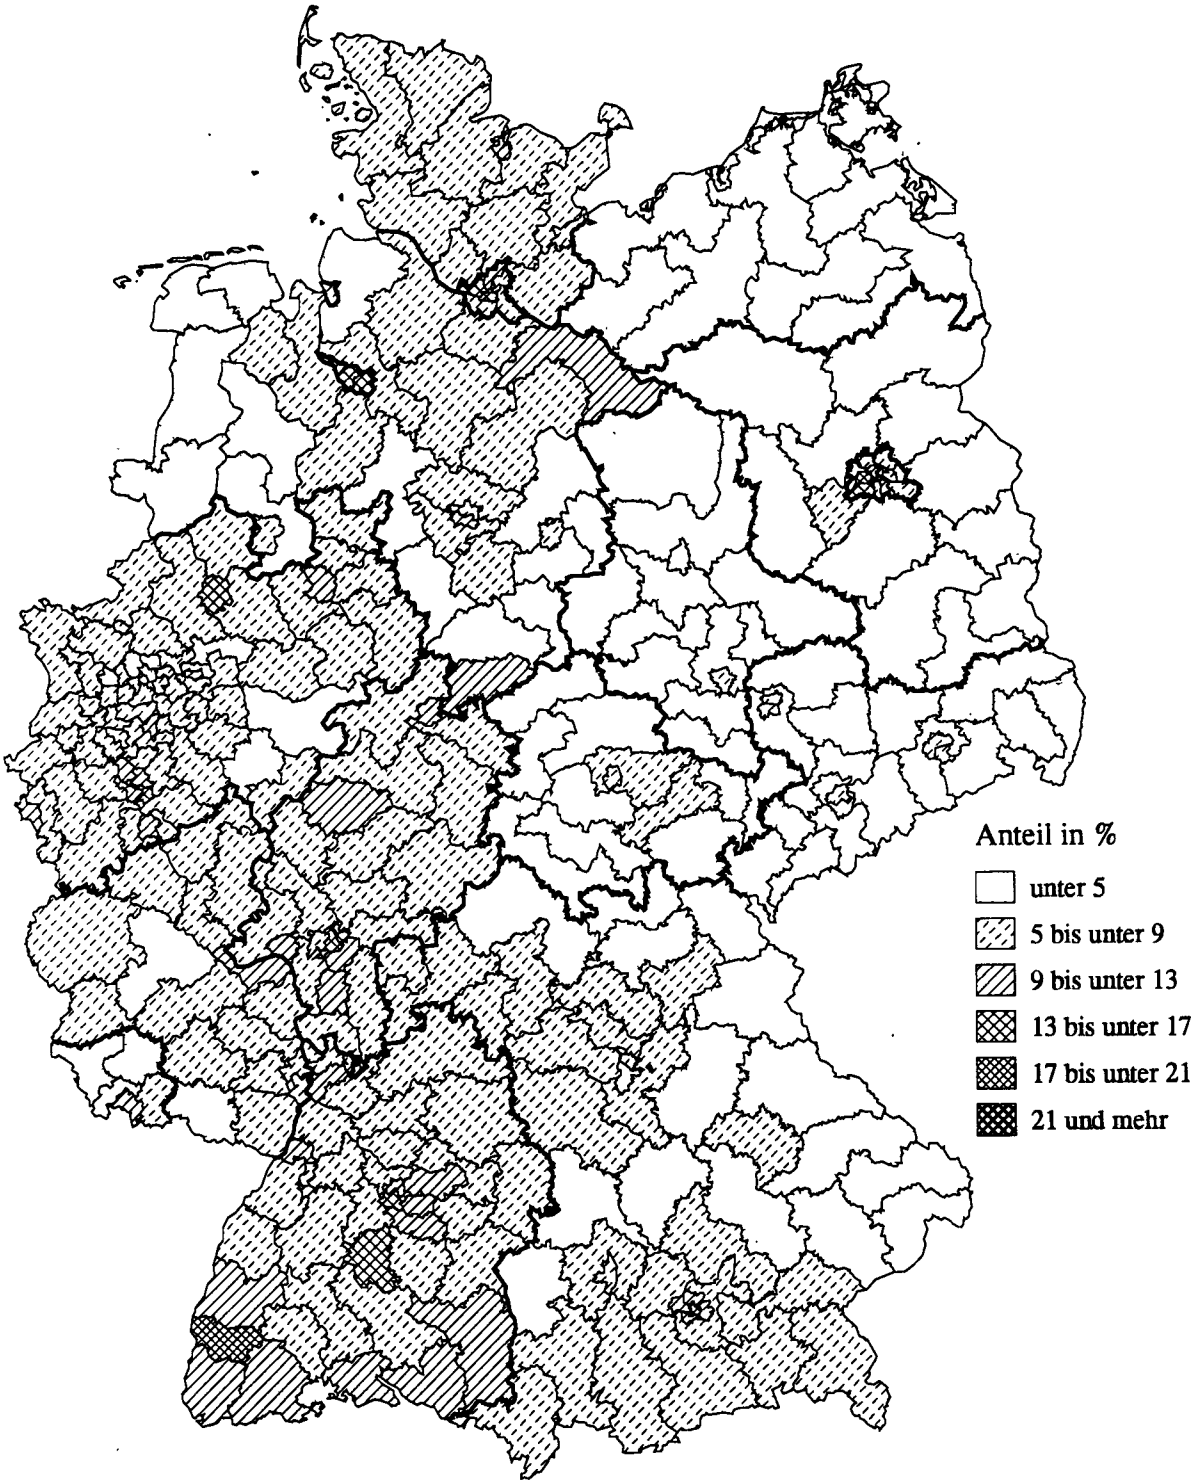 Anteil in %
unter 5
5 bis unter 9
9 bis unter 13
13 bis unter 17
17 bis unter 21
21 und mehr